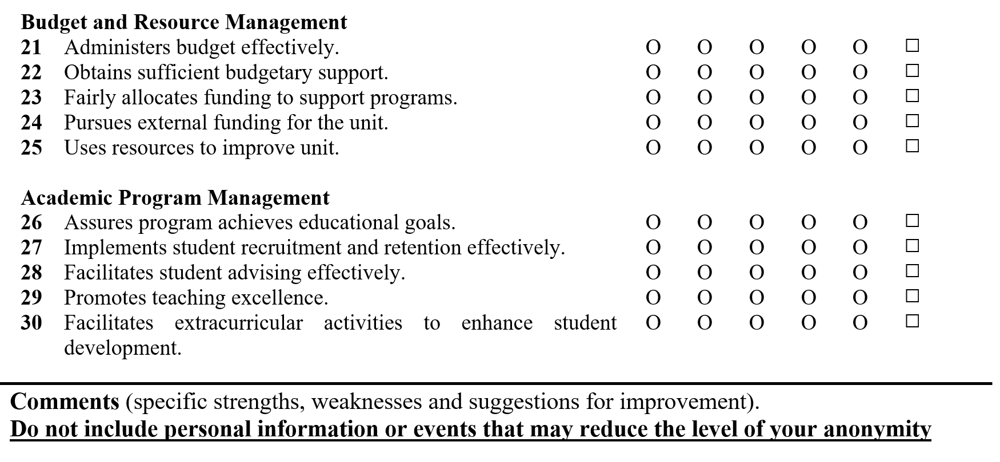 Budget and Resource Management
21 Administers budget effectively. O O O O O ☐
22 Obtains sufficient budgetary support. O O O O O ☐
23 Fairly allocates funding to support programs. O O O O O ☐
24 Pursues external funding for the unit. O O O O O ☐
25 Uses resources to improve unit. O O O O O ☐
Academic Program Management
26 Assures program achieves educational goals. O O O O O ☐
27 Implements student recruitment and retention effectively. O O O O O ☐
28 Facilitates student advising effectively. O O O O O ☐
29 Promotes teaching excellence. O O O O O ☐
30 Facilitates extracurricular activities to enhance student O O O O O ☐
development.
Comments (specific strengths, weaknesses and suggestions for improvement).
Do not include personal information or events that may reduce the level of your anonymity